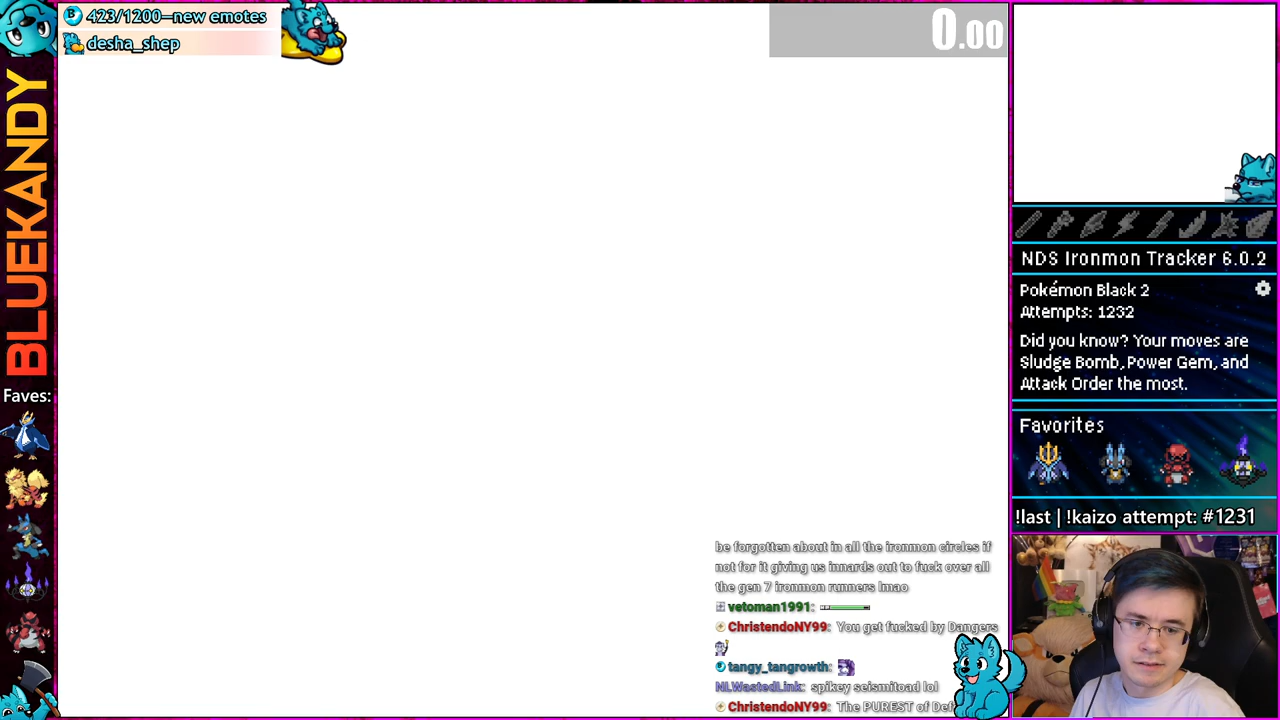 423/1200—new emotes
desha_shep
0.00
BLUEKANDY
Faves:
NDS Ironmon Tracker 6.0.2
Pokémon Black 2
Attempts: 1232
Did you know? Your moves are
Sludge Bomb, Power Gem, and
Attack Order the most.
Favorites
!last | !kaizo attempt: #1231
be forgotten about in all the ironmon circles if
not for it giving us innards out to fuck over all
the gen 7 ironmon runners lmao
vetoman1991:
ChristendoNY99: You get fucked by Dangers
tangy_tangrowth:
NLWastedLink: spikey seismitoad lol
ChristendoNY99: The PUREST of